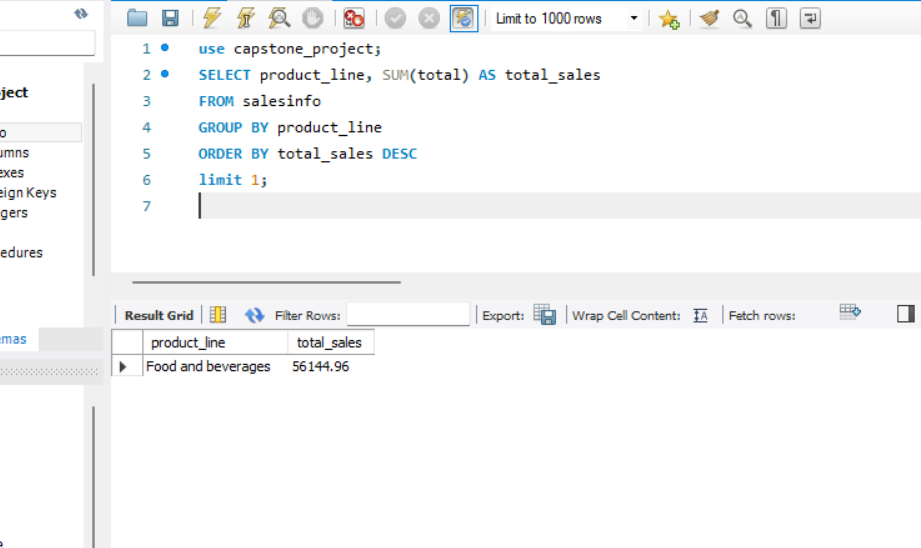 Limit to 1000 rows
1 use capstone_project;
2 SELECT product_line, SUM(total) AS total_sales
3 FROM salesinfo
4 GROUP BY product_line
5 ORDER BY total_sales DESC
6 limit 1;
7
ject
o
umns
exes
eign Keys
gers
edures
emas
Result Grid Filter Rows: Export: Wrap Cell Content: Fetch rows:
product_line total_sales
Food and beverages 56144.96
e